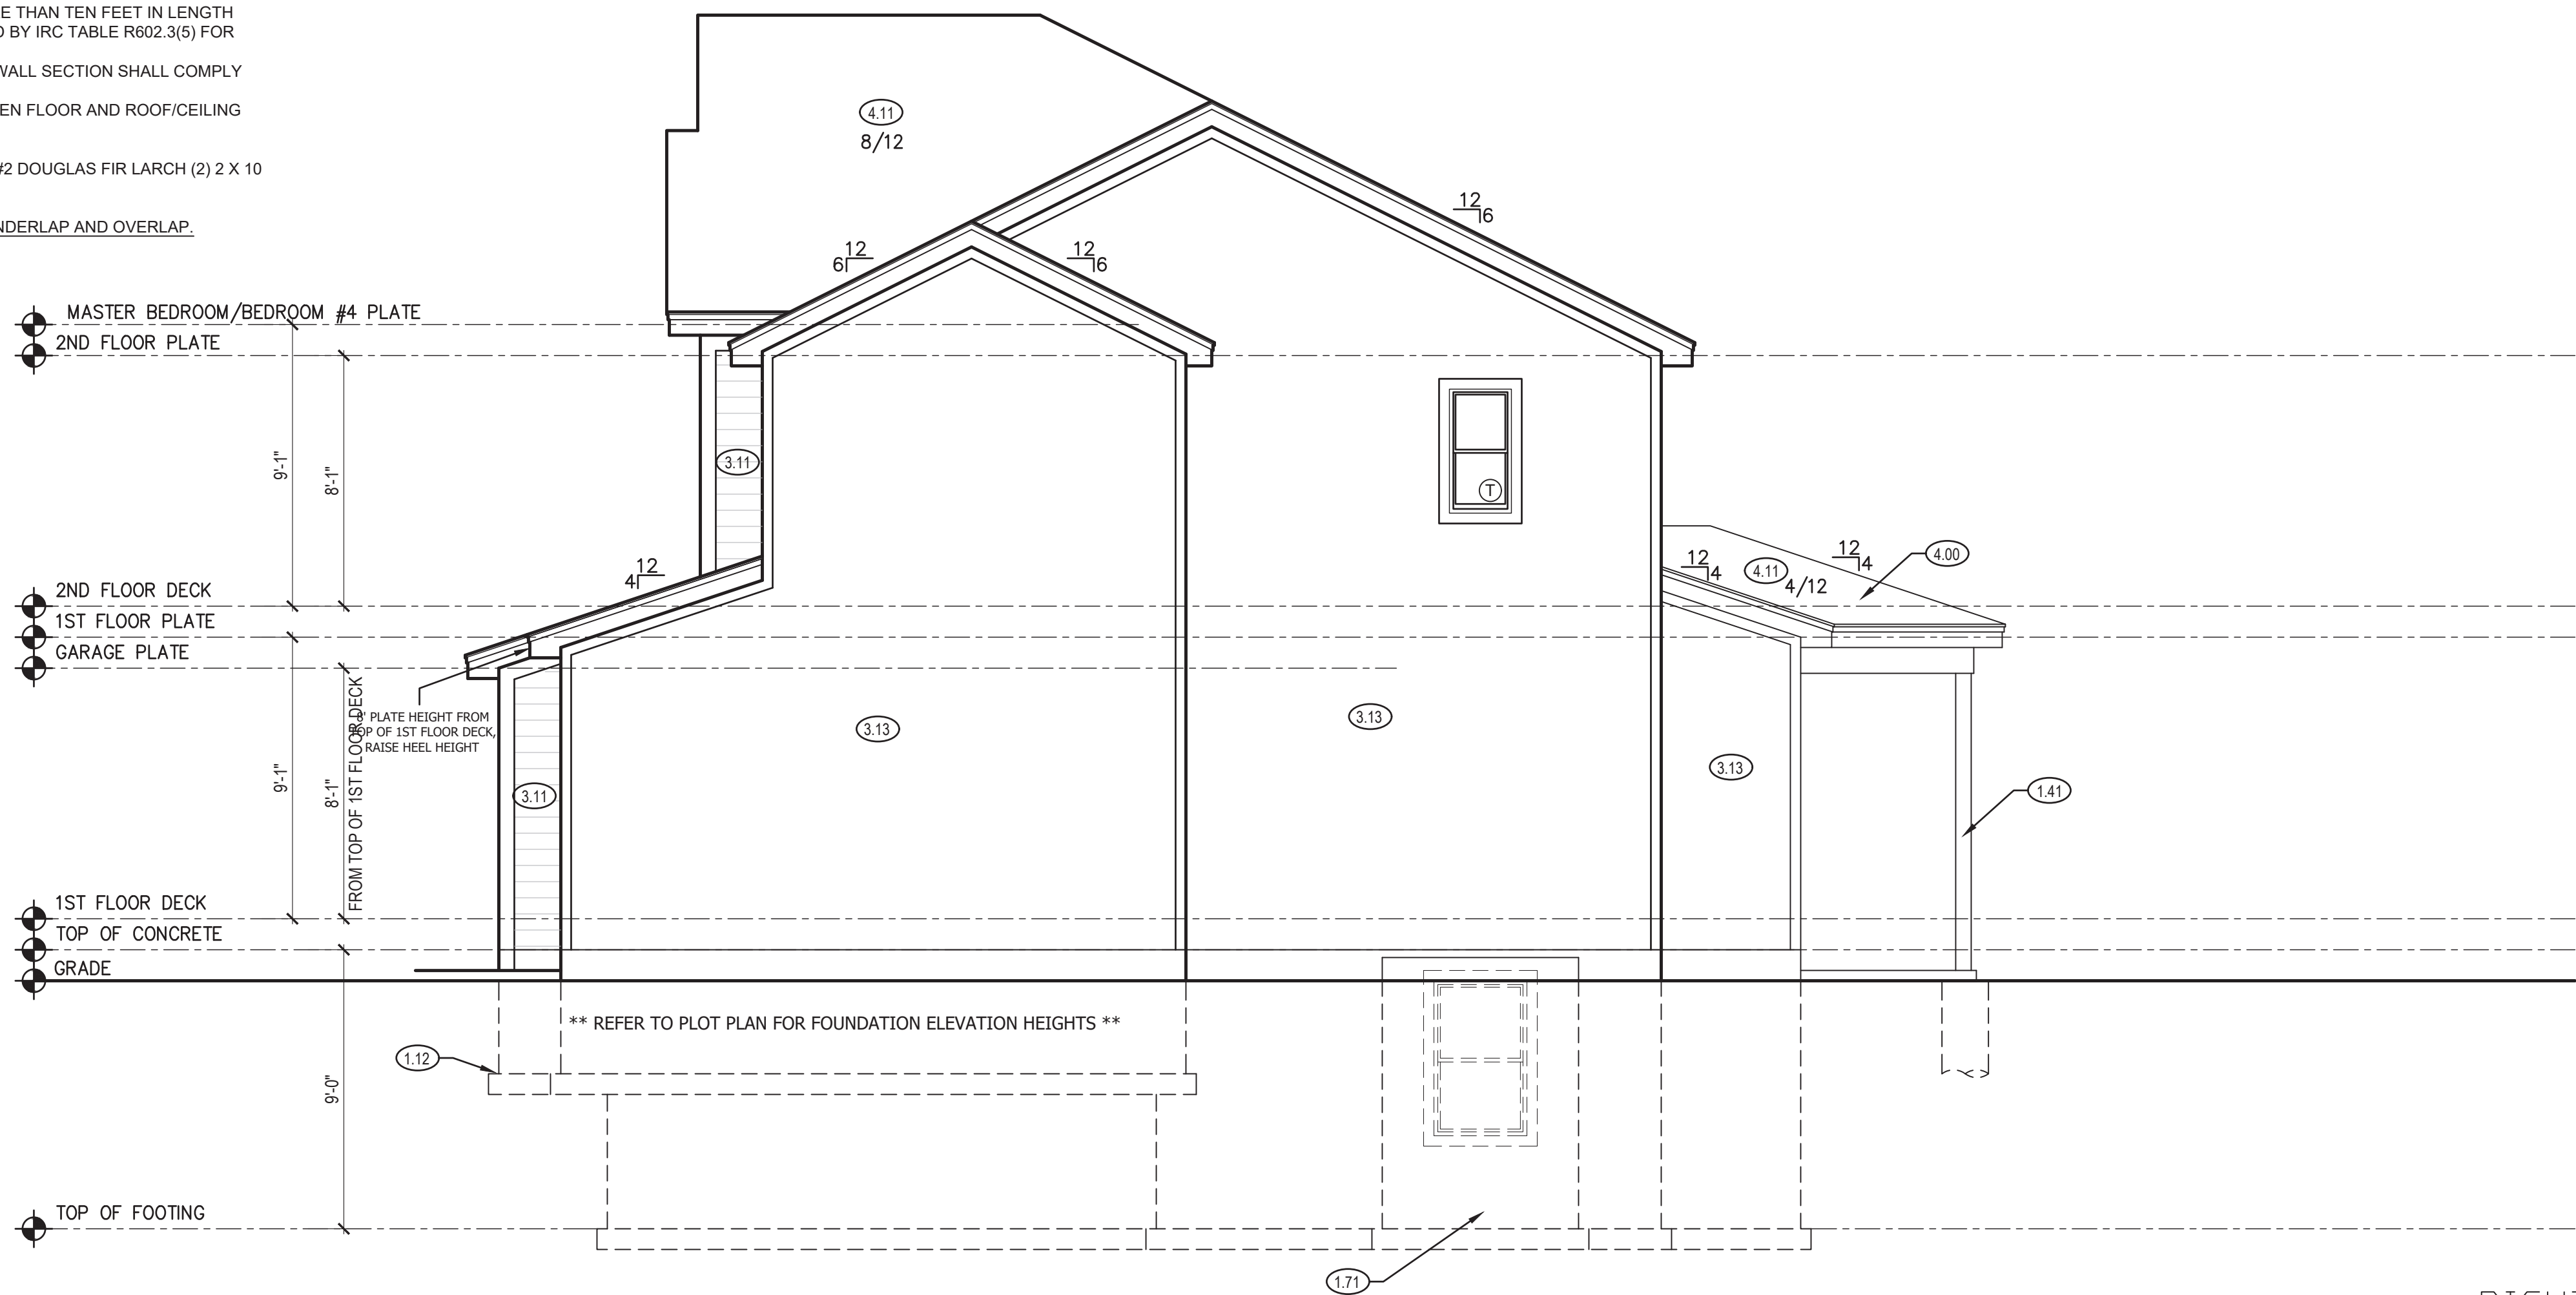 E THAN TEN FEET IN LENGTH
D BY IRC TABLE R602.3(5) FOR
WALL SECTION SHALL COMPLY
EN FLOOR AND ROOF/CEILING
#2 DOUGLAS FIR LARCH (2) 2 X 10
NDERLAP AND OVERLAP.
4.11
8/12
12
6
12
6
12
6
MASTER BEDROOM/BEDROOM #4 PLATE
2ND FLOOR PLATE
9'-1"
8'-1"
3.11
T
12
4
12
4
4.11
4/12
12
4
4.00
2ND FLOOR DECK
1ST FLOOR PLATE
GARAGE PLATE
8' PLATE HEIGHT FROM
TOP OF 1ST FLOOR DECK,
RAISE HEEL HEIGHT
9'-1"
8'-1"
FROM TOP OF 1ST FLOOR DECK
3.11
3.13
3.13
3.13
1.41
1ST FLOOR DECK
TOP OF CONCRETE
GRADE
** REFER TO PLOT PLAN FOR FOUNDATION ELEVATION HEIGHTS **
1.12
9'-0"
TOP OF FOOTING
1.71